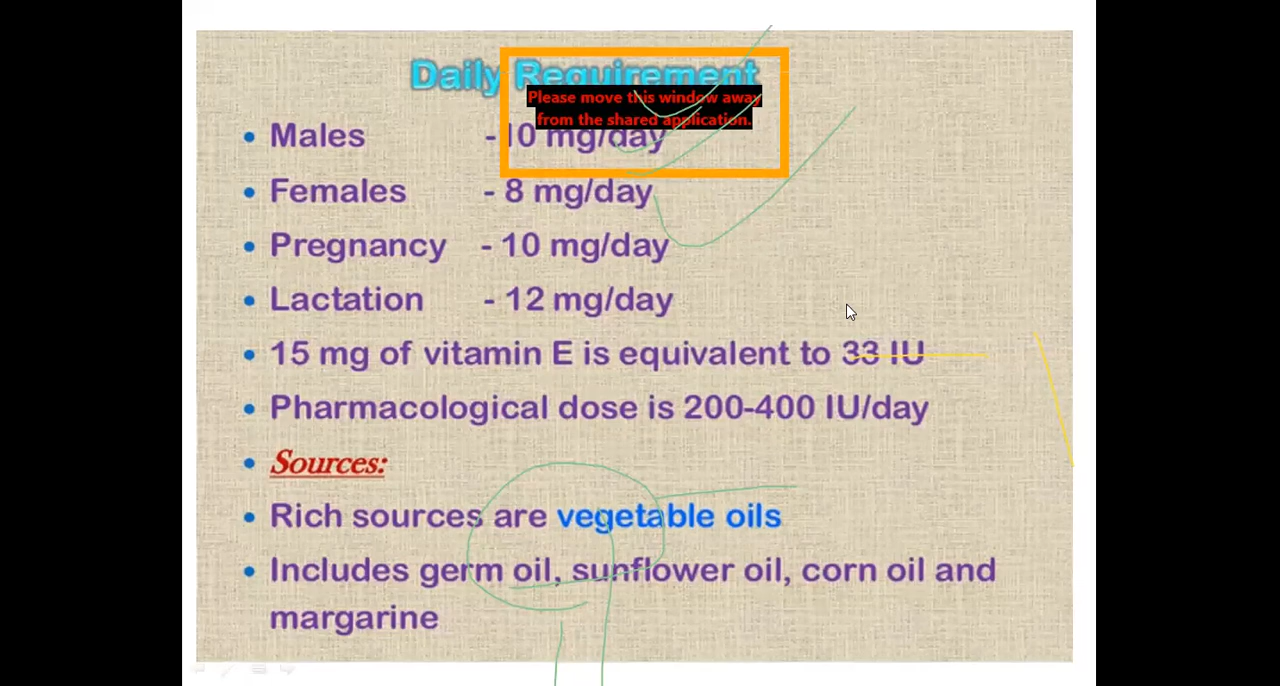 Daily Requirement
Please move this window away
from the shared application.
• Males - 10 mg/day
• Females - 8 mg/day
• Pregnancy - 10 mg/day
• Lactation - 12 mg/day
• 15 mg of vitamin E is equivalent to 33 IU
• Pharmacological dose is 200-400 IU/day
• Sources:
• Rich sources are vegetable oils
• Includes germ oil, sunflower oil, corn oil and
margarine